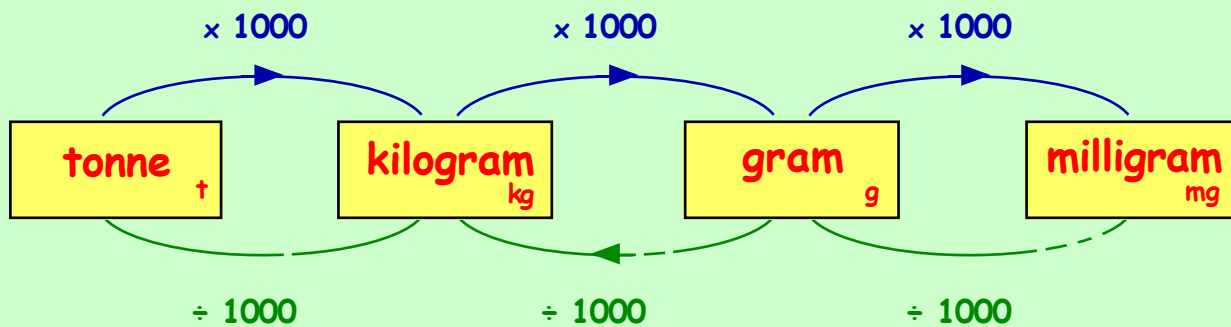 x 1000 x 1000 x 1000
tonne kilogram gram milligram
t kg g mg
÷ 1000 ÷ 1000 ÷ 1000